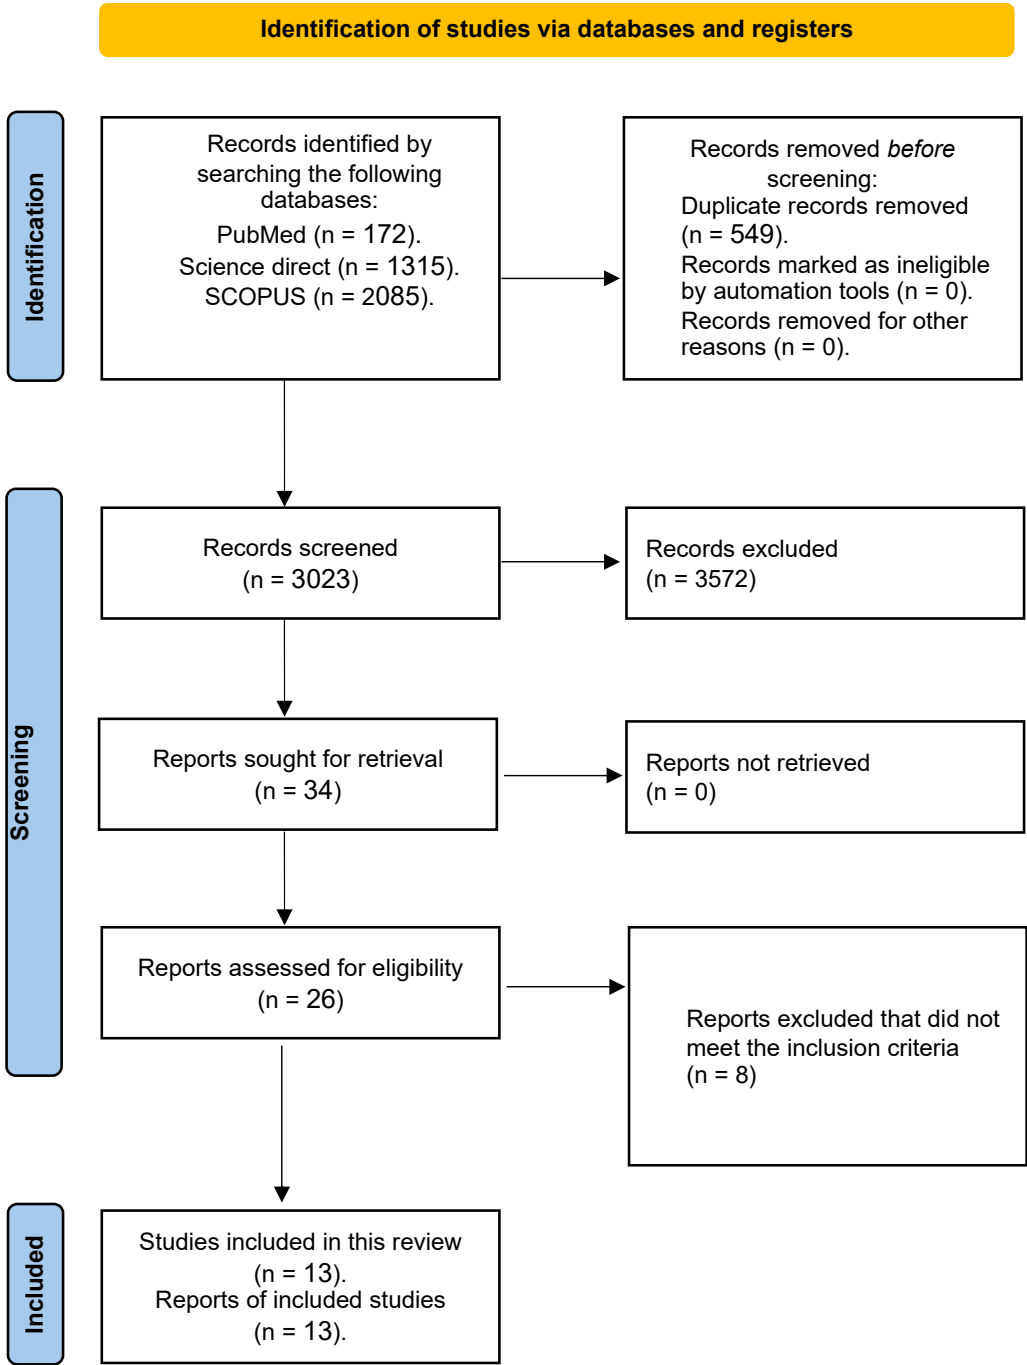 Identification of studies via databases and registers
Identification
Records identified by
searching the following
databases:
PubMed (n = 172).
Science direct (n = 1315).
SCOPUS (n = 2085).
Records removed before
screening:
Duplicate records removed
(n = 549).
Records marked as ineligible
by automation tools (n = 0).
Records removed for other
reasons (n = 0).
Screening
Records screened
(n = 3023)
Records excluded
(n = 3572)
Reports sought for retrieval
(n = 34)
Reports not retrieved
(n = 0)
Reports assessed for eligibility
(n = 26)
Reports excluded that did not
meet the inclusion criteria
(n = 8)
Included
Studies included in this review
(n = 13).
Reports of included studies
(n = 13).